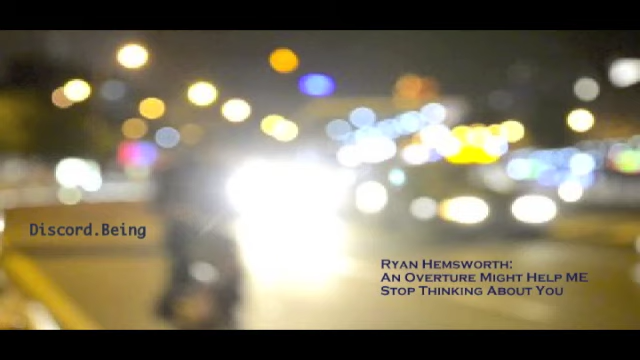 Discord.Being
Ryan Hemsworth:
An Overture Might Help ME
Stop Thinking About You